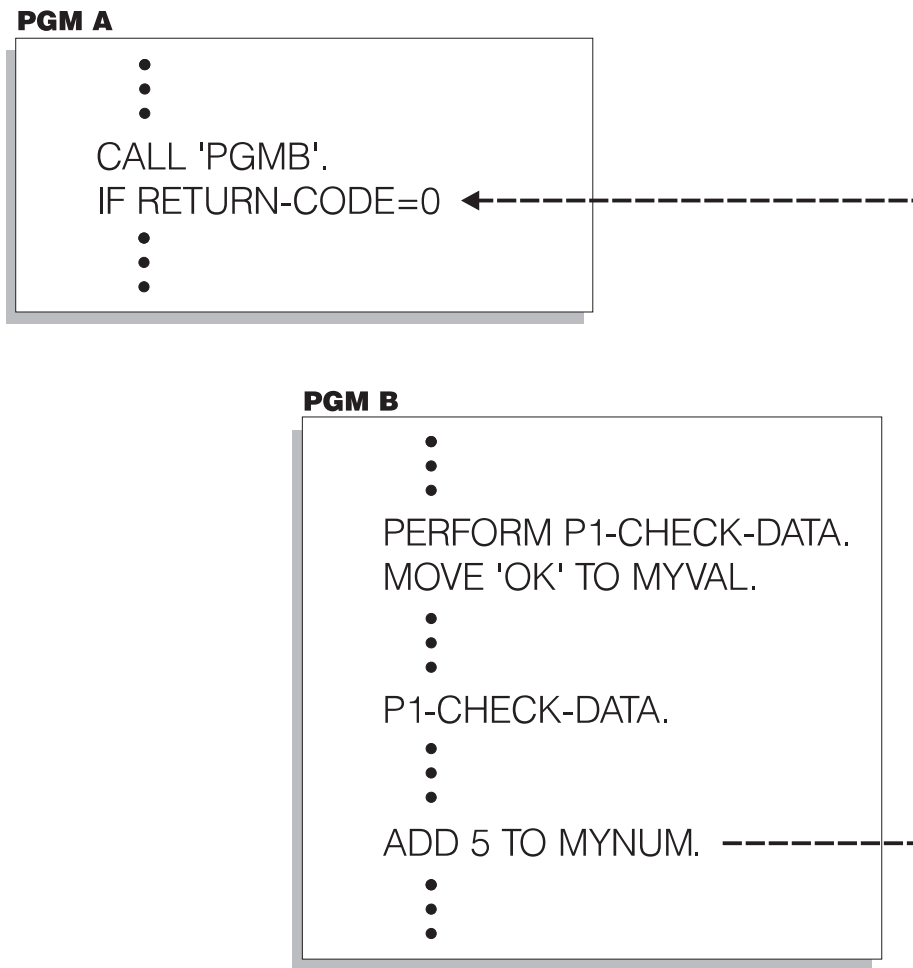 PGM A
CALL 'PGMB'.
IF RETURN-CODE=0
PGM B
PERFORM P1-CHECK-DATA.
MOVE 'OK' TO MYVAL.
P1-CHECK-DATA.
ADD 5 TO MYNUM.